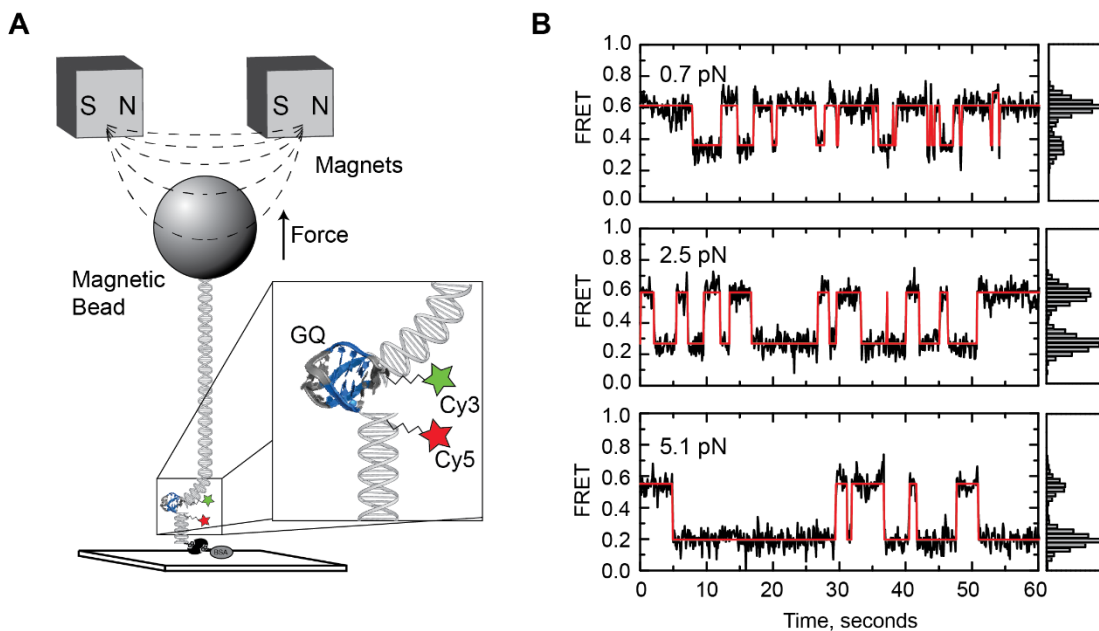 A
S N
S N
Magnets
Force
Magnetic
Bead
GQ
Cy3
Cy5
BSA
B
0.7 pN
FRET
1.0
0.8
0.6
0.4
0.2
0.0
2.5 pN
FRET
1.0
0.8
0.6
0.4
0.2
0.0
5.1 pN
FRET
1.0
0.8
0.6
0.4
0.2
0.0
0 10 20 30 40 50 60
Time, seconds